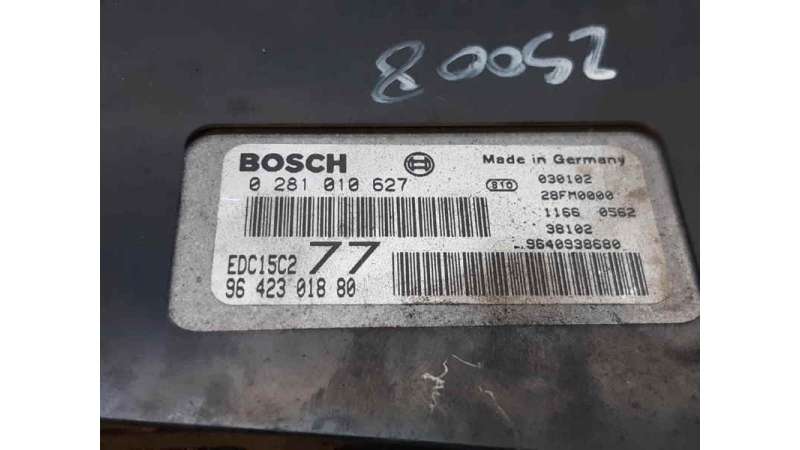 80052
BOSCH
Made in Germany
0 281 010 627
810
030102
28FM0000
1166 0562
38102
9640938680
EDC15C2 77
96 423 018 80